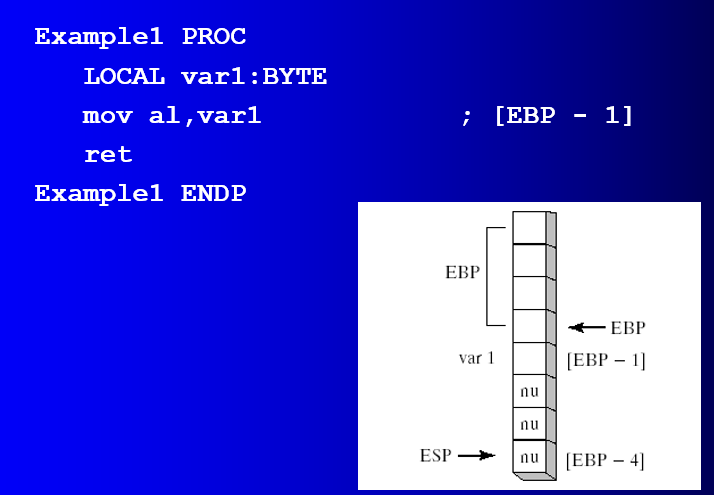 Example1 PROC
LOCAL var1:BYTE
mov al,var1 ; [EBP - 1]
ret
Example1 ENDP
EBP
EBP
var 1 [EBP – 1]
nu
nu
ESP nu [EBP – 4]